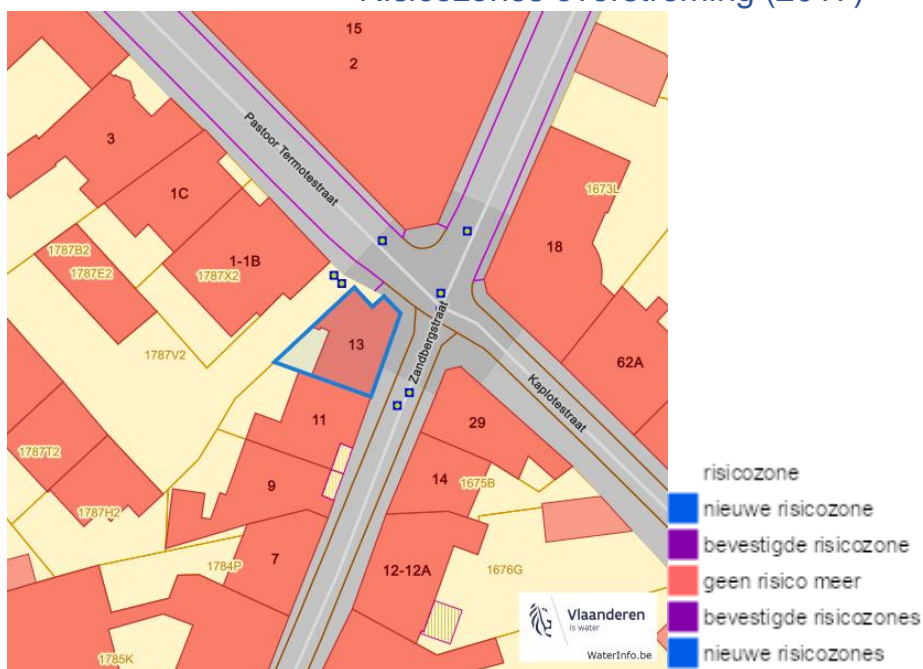 Risicozones overstroming (2017)
15
2
Pastoor Termotestraat
3
1C
1673L
18
1787B2
1787E2
1-1B
1787X2
Zandbergstraat
13
1787V2
62A
Kaplotestraat
11
29
1787T2
9
14
1675B
1787H2
7
1784P
12-12A
1676G
1785K
Vlaanderen
is water
WaterInfo.be
risicozone
nieuwe risicozone
bevestigde risicozone
geen risico meer
bevestigde risicozones
nieuwe risicozones